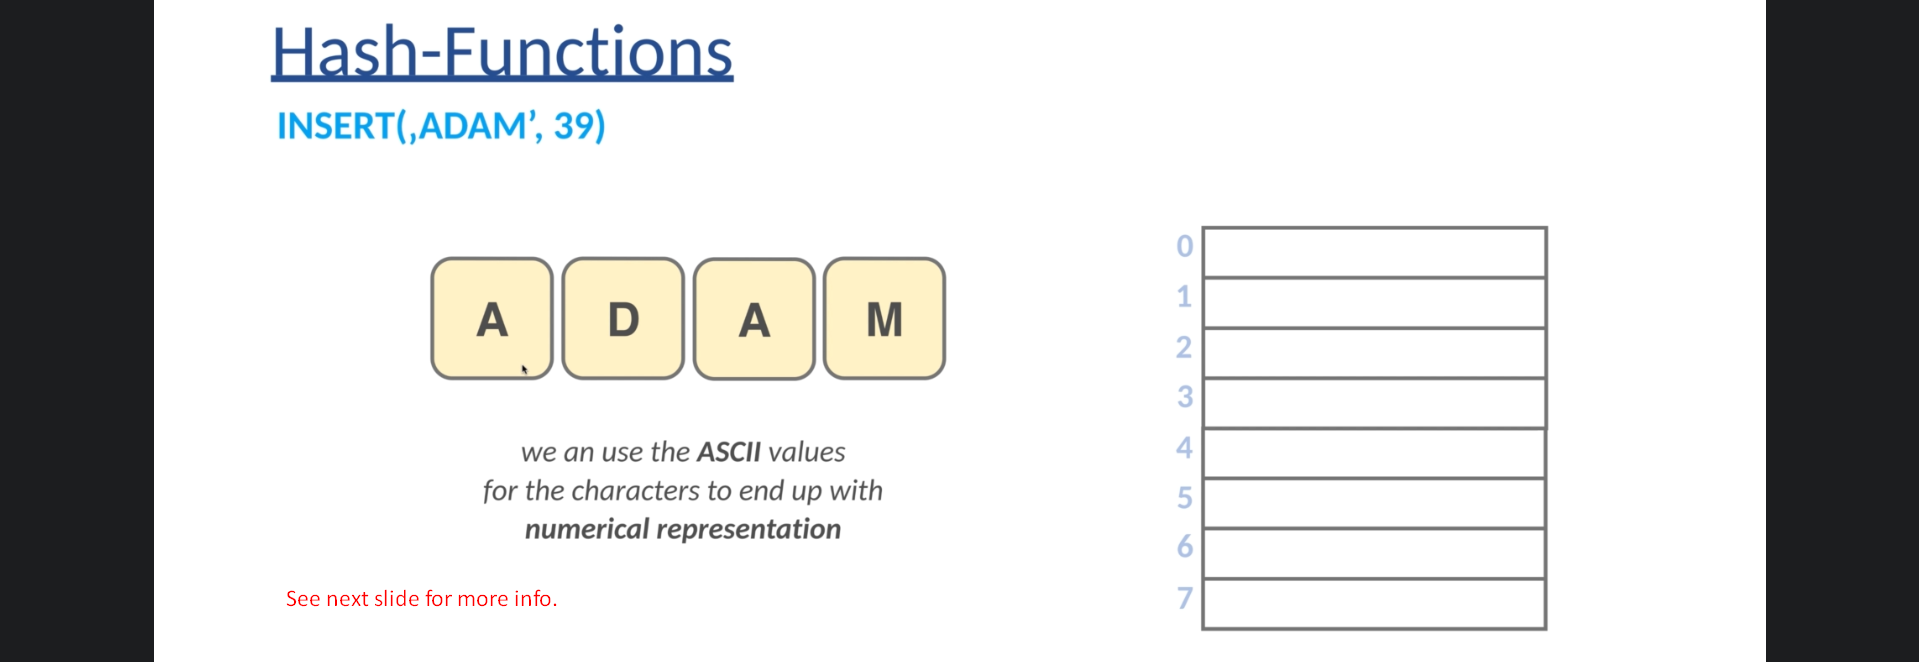 Hash-Functions
INSERT(,ADAM’, 39)
A D A M
we an use the ASCII values
for the characters to end up with
numerical representation
See next slide for more info.
0
1
2
3
4
5
6
7